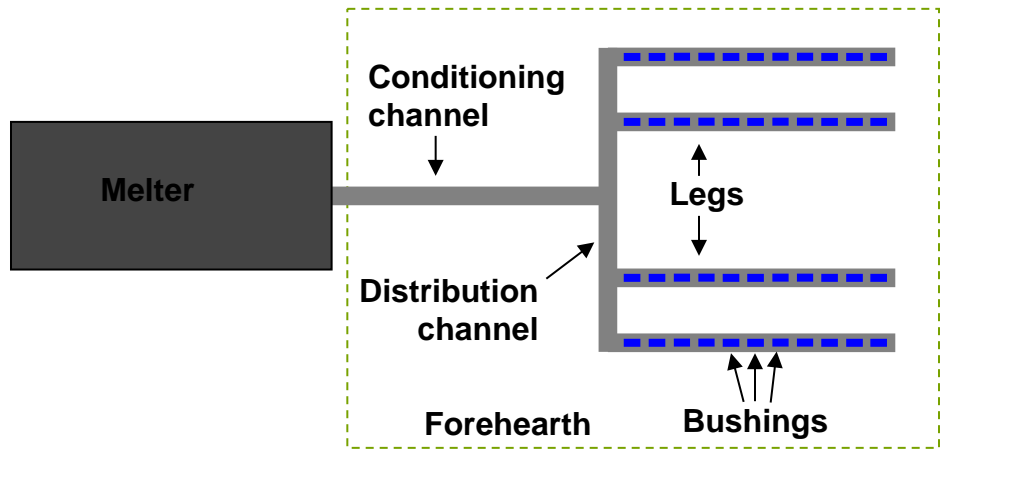 Conditioning
channel
Melter
Legs
Distribution
channel
Forehearth
Bushings